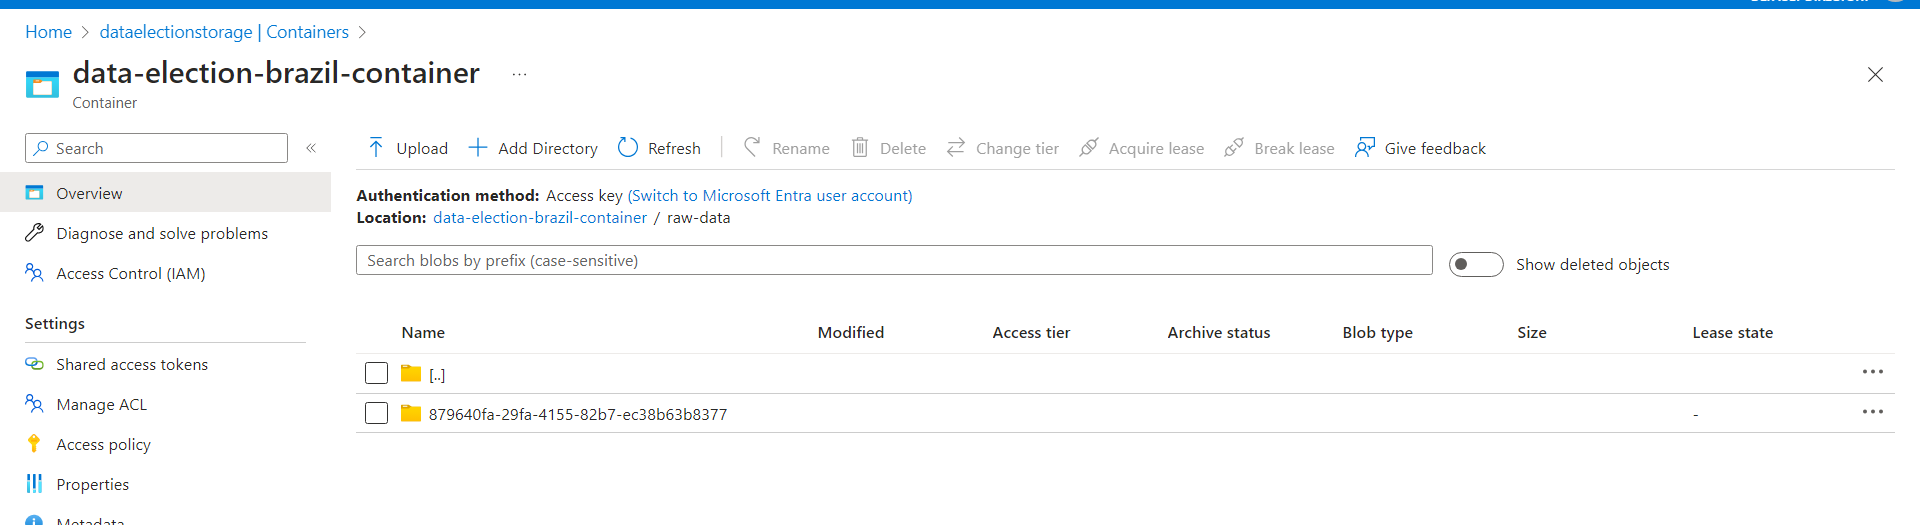 Home > dataelectionstorage | Containers >
data-election-brazil-container ...
Container
Search «
Upload Add Directory Refresh Rename Delete Change tier Acquire lease Break lease Give feedback
Overview
Diagnose and solve problems
Access Control (IAM)
Settings
Shared access tokens
Manage ACL
Access policy
Properties
Metadata
Authentication method: Access key (Switch to Microsoft Entra user account)
Location: data-election-brazil-container / raw-data
Search blobs by prefix (case-sensitive)
Show deleted objects
Name Modified Access tier Archive status Blob type Size Lease state
[..] ...
879640fa-29fa-4155-82b7-ec38b63b8377 - ...